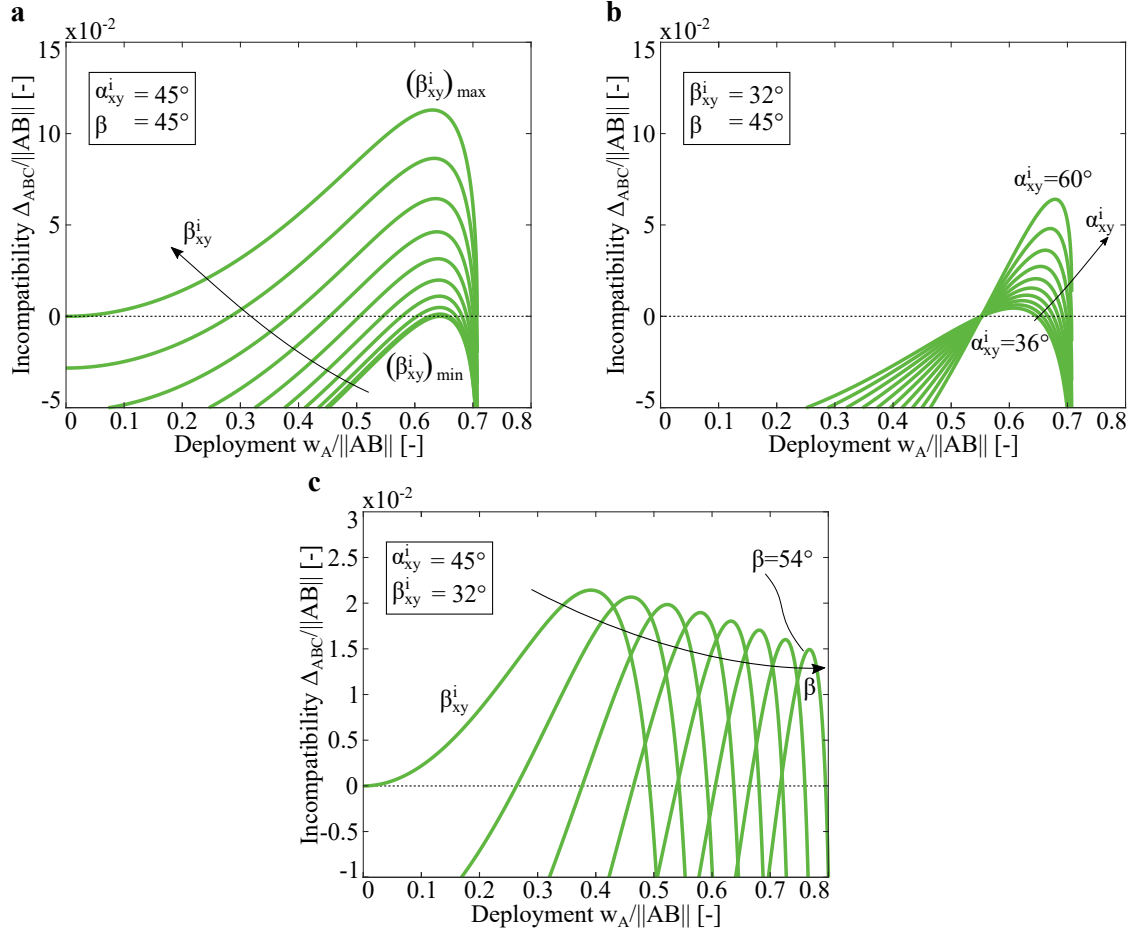 a
x10⁻²
Incompatibility Δ_ABC/||AB|| [-]
15
10
5
0
-5
α^i_xy = 45°
β = 45°
(β^i_xy)_max
β^i_xy
(β^i_xy)_min
0 0.1 0.2 0.3 0.4 0.5 0.6 0.7 0.8
Deployment w_A/||AB|| [-]
b
x10⁻²
Incompatibility Δ_ABC/||AB|| [-]
15
10
5
0
-5
β^i_xy = 32°
β = 45°
α^i_xy=60°
α^i_xy
α^i_xy=36°
0 0.1 0.2 0.3 0.4 0.5 0.6 0.7 0.8
Deployment w_A/||AB|| [-]
c
x10⁻²
Incompatibility Δ_ABC/||AB|| [-]
3
2.5
2
1.5
1
0.5
0
-0.5
-1
α^i_xy = 45°
β^i_xy = 32°
β=54°
β
β^i_xy
0 0.1 0.2 0.3 0.4 0.5 0.6 0.7 0.8
Deployment w_A/||AB|| [-]